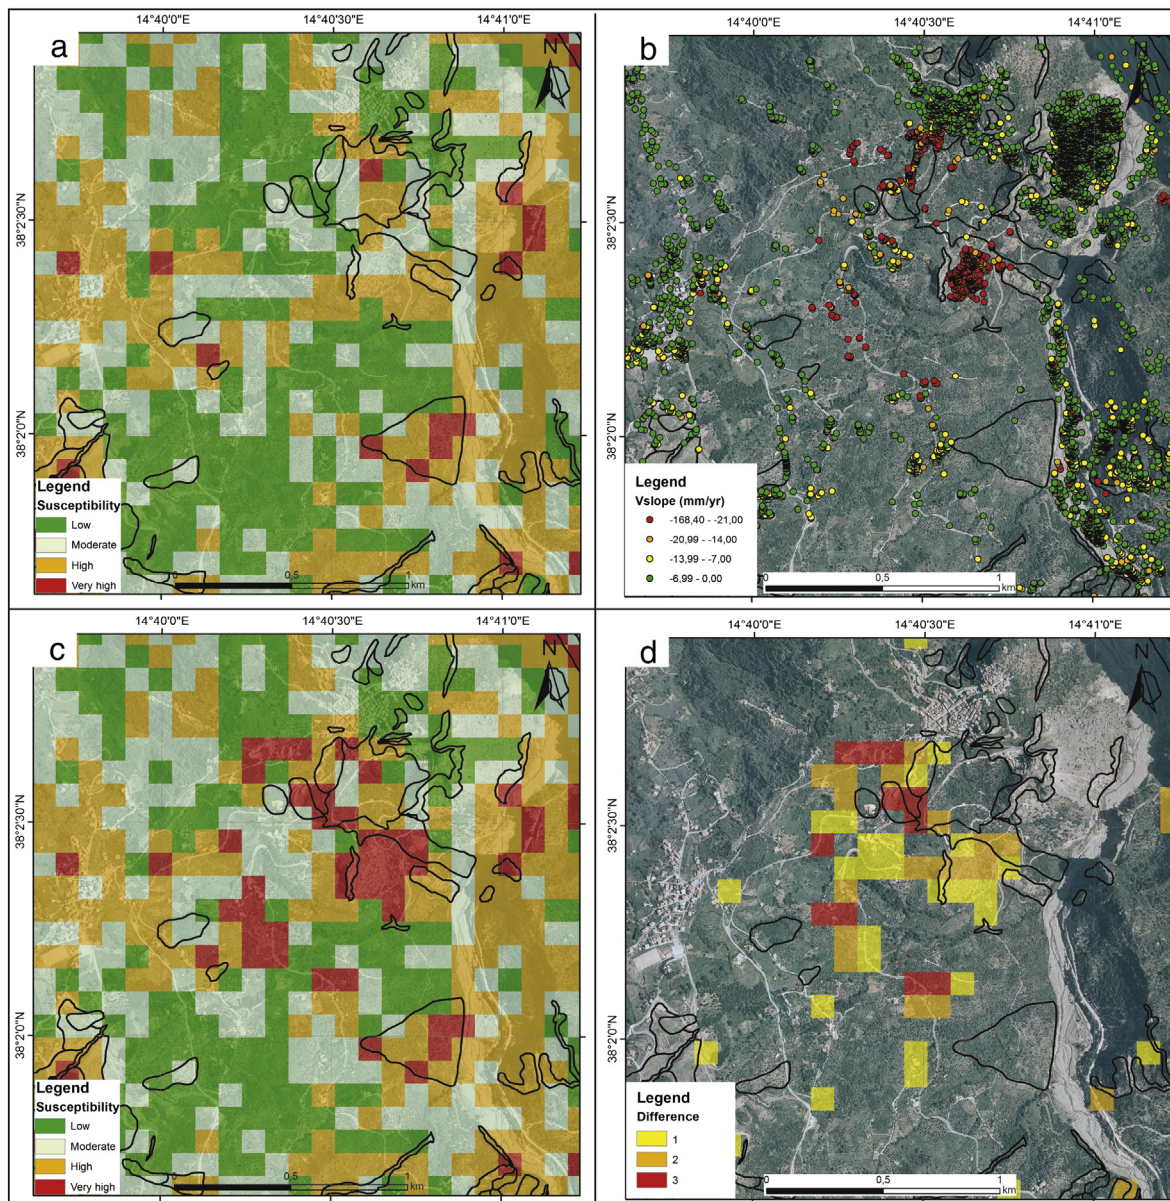 14°40'0"E 14°40'30"E 14°41'0"E
14°40'0"E 14°40'30"E 14°41'0"E
a
N
38°2'30"N
38°2'0"N
Legend
Susceptibility
Low
Moderate
High
Very high
0 0,5 1
km
b
38°2'30"N
38°2'0"N
Legend
Vslope (mm/yr)
-168,40 - -21,00
-20,99 - -14,00
-13,99 - -7,00
-6,99 - 0,00
0 0,5 1
km
14°40'0"E 14°40'30"E 14°41'0"E
14°40'0"E 14°40'30"E 14°41'0"E
c
N
38°2'30"N
38°2'0"N
Legend
Susceptibility
Low
Moderate
High
Very high
0 0,5 1
km
d
N
38°2'30"N
38°2'0"N
Legend
Difference
1
2
3
0 0,5 1
km